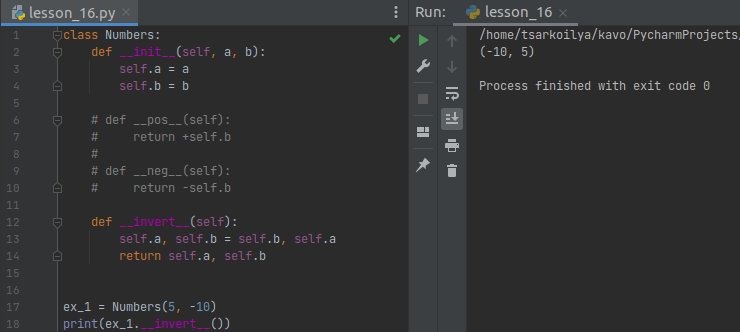 lesson_16.py
Run: lesson_16
1 class Numbers:
2     def __init__(self, a, b):
3         self.a = a
4         self.b = b
5
6     # def __pos__(self):
7     #     return +self.b
8     #
9     # def __neg__(self):
10     #     return -self.b
11
12     def __invert__(self):
13         self.a, self.b = self.b, self.a
14         return self.a, self.b
15
16
17 ex_1 = Numbers(5, -10)
18 print(ex_1.__invert__())
/home/tsarkoilya/kavo/PycharmProjects/
(-10, 5)
Process finished with exit code 0